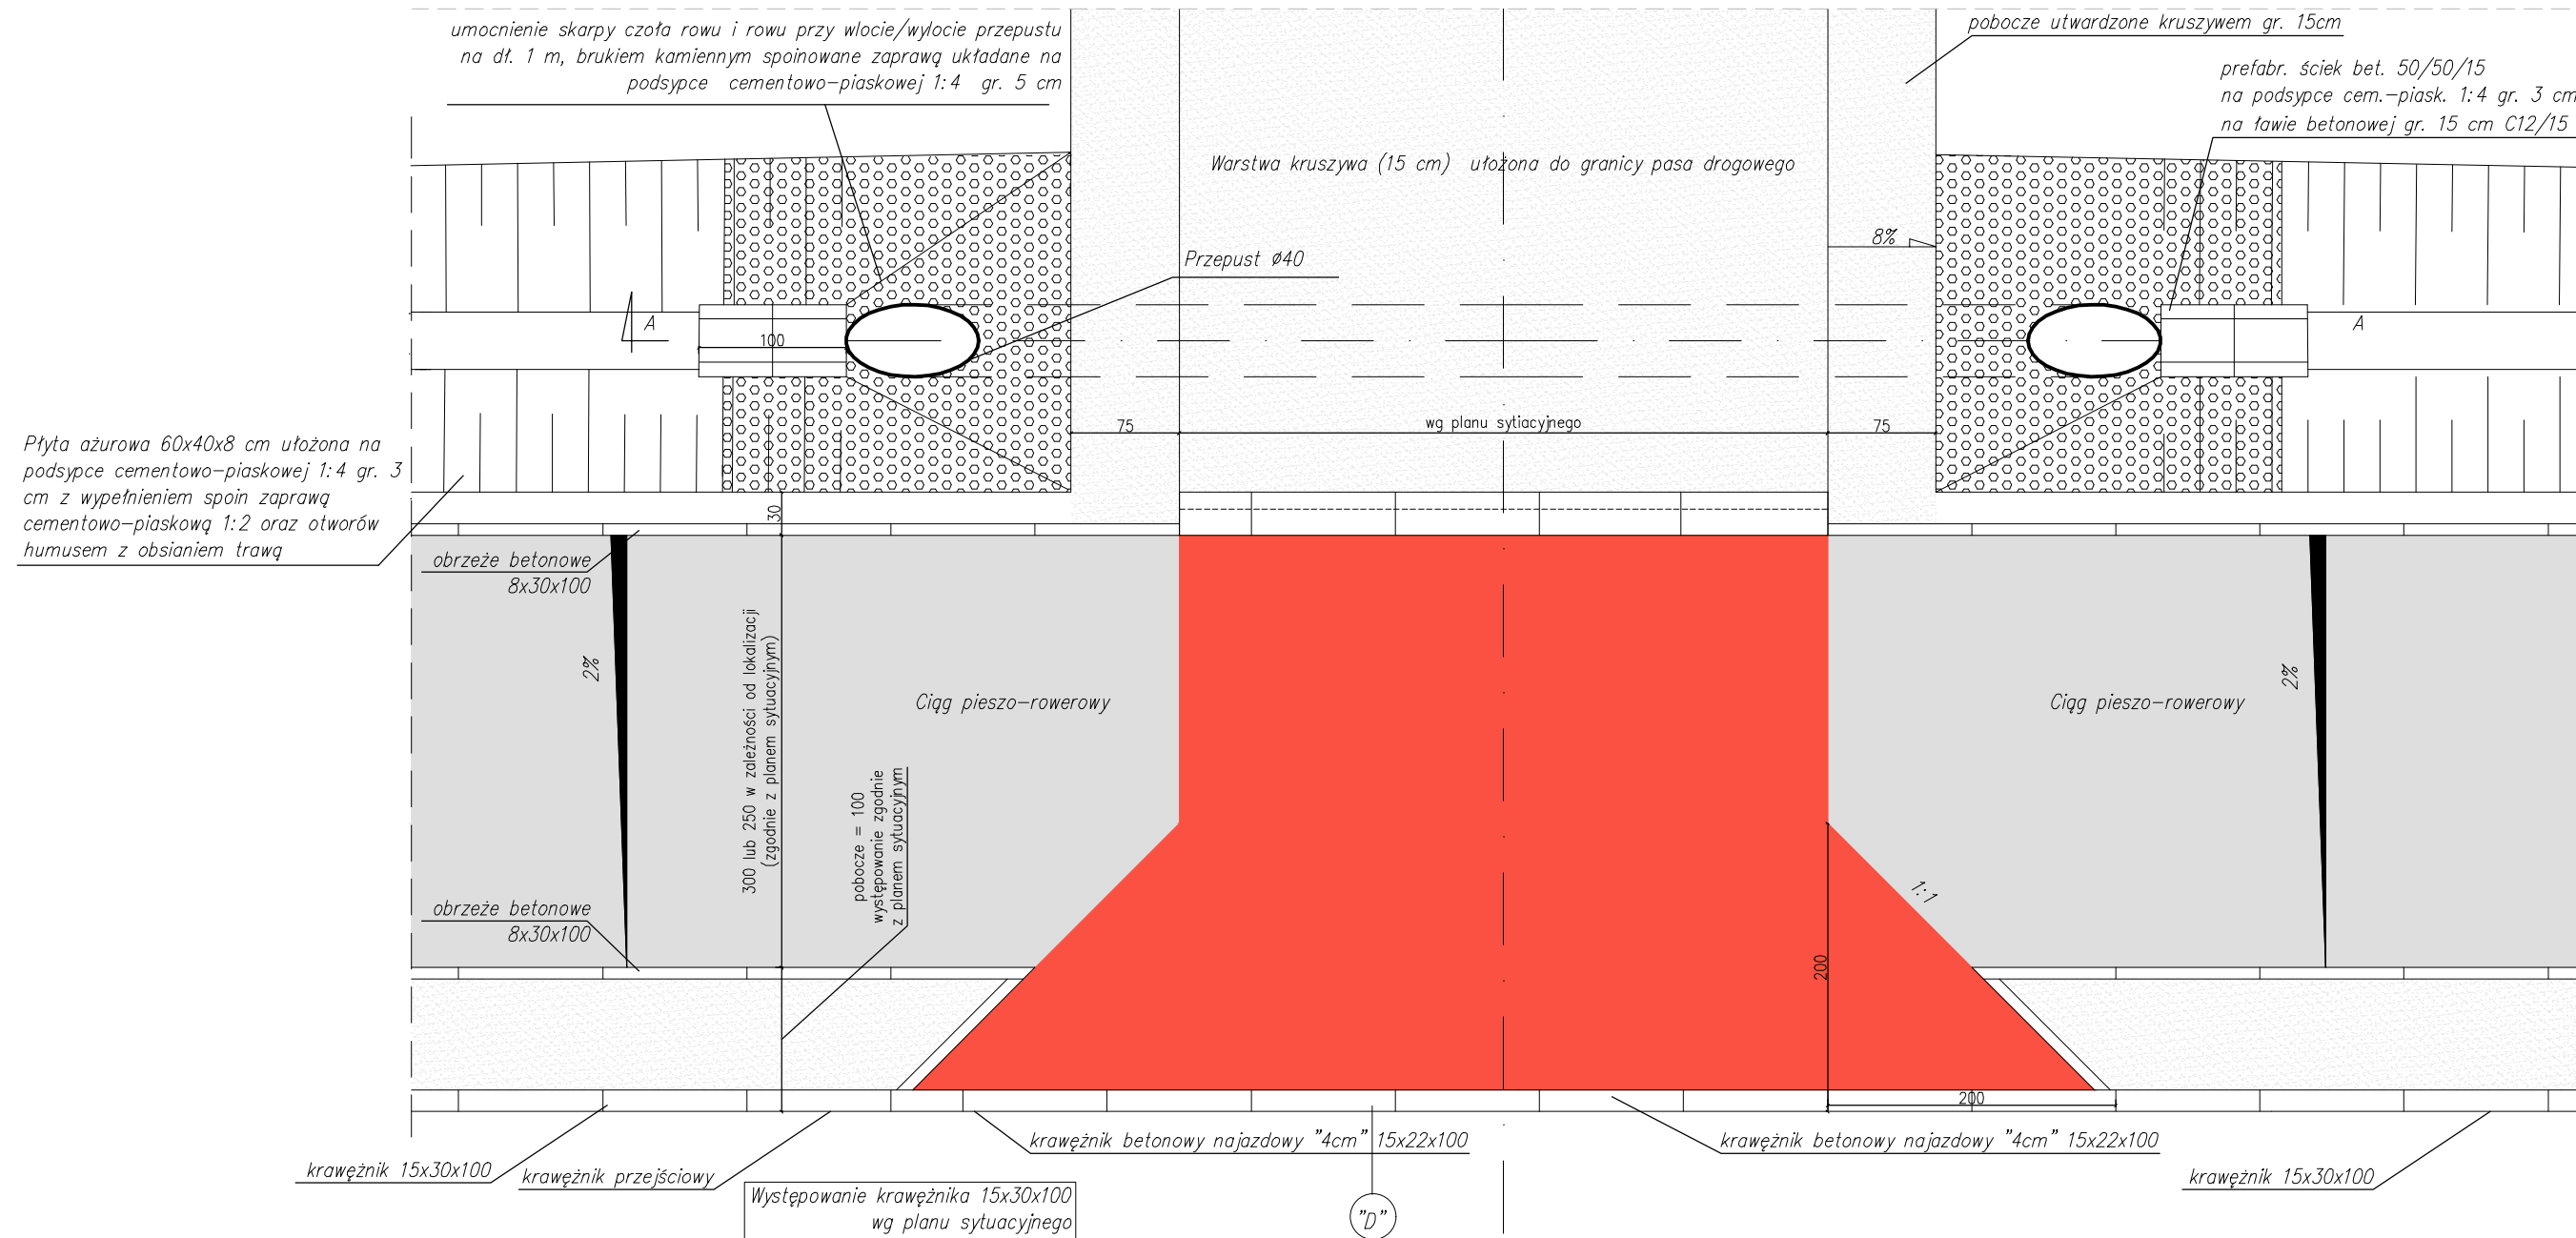 umocnienie skarpy czoła rowu i rowu przy wlocie/wylocie przepustu
na dł. 1 m, brukiem kamiennym spoinowane zaprawą układane na
podsypce cementowo-piaskowej 1:4 gr. 5 cm
pobocze utwardzone kruszywem gr. 15cm
prefabr. ściek bet. 50/50/15
na podsypce cem.-piask. 1:4 gr. 3 cm
na ławie betonowej gr. 15 cm C12/15
Warstwa kruszywa (15 cm) ułożona do granicy pasa drogowego
8%
Przepust ø40
A
100
A
75
wg planu sytiacyjnego
75
Płyta ażurowa 60x40x8 cm ułożona na
podsypce cementowo-piaskowej 1:4 gr. 3
cm z wypełnieniem spoin zaprawą
cementowo-piaskową 1:2 oraz otworów
humusem z obsianiem trawą
30
obrzeże betonowe
8x30x100
2%
300 lub 250 w zależności od lokalizacji
(zgodnie z planem sytuacyjnym)
Ciąg pieszo-rowerowy
Ciąg pieszo-rowerowy
2%
pobocze = 100
występowanie zgodnie
z planem sytuacyjnym
1:1
obrzeże betonowe
8x30x100
200
200
krawężnik betonowy najazdowy "4cm" 15x22x100
krawężnik betonowy najazdowy "4cm" 15x22x100
krawężnik 15x30x100
krawężnik przejściowy
krawężnik 15x30x100
Występowanie krawężnika 15x30x100
wg planu sytuacyjnego
"D"